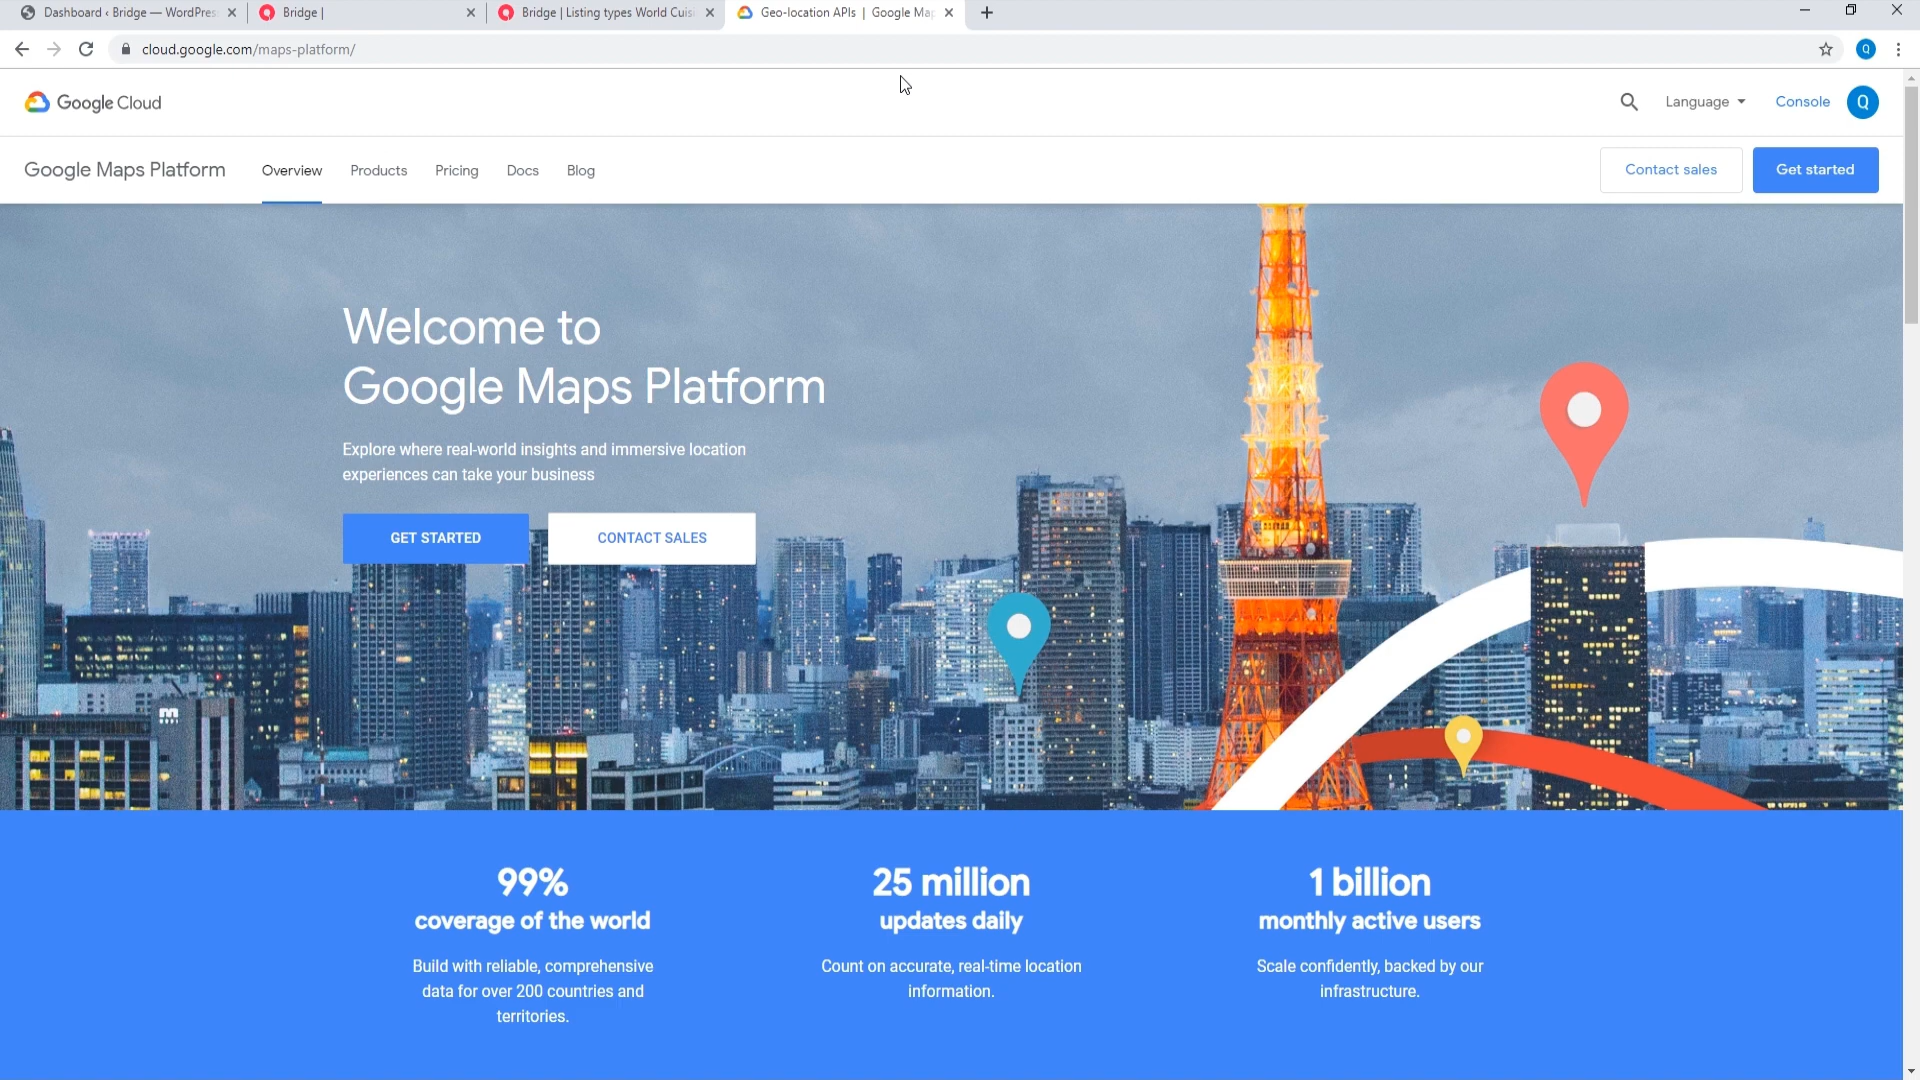 Dashboard ‹ Bridge — WordPres
Bridge |
Bridge | Listing types World Cuisi
Geo-location APIs | Google Map
cloud.google.com/maps-platform/
Q
Google Cloud
Language
Console
Q
Google Maps Platform
Overview
Products
Pricing
Docs
Blog
Contact sales
Get started
Welcome to
Google Maps Platform
Explore where real-world insights and immersive location
experiences can take your business
GET STARTED
CONTACT SALES
99%
coverage of the world
Build with reliable, comprehensive
data for over 200 countries and
territories.
25 million
updates daily
Count on accurate, real-time location
information.
1 billion
monthly active users
Scale confidently, backed by our
infrastructure.